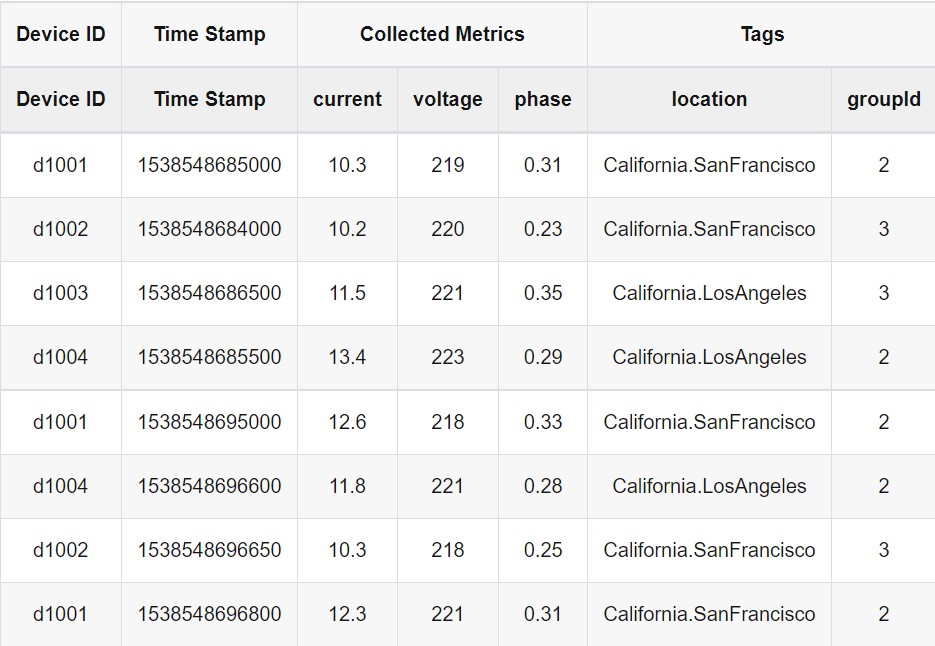 Device ID Time Stamp Collected Metrics Tags
Device ID Time Stamp current voltage phase location groupId
d1001 1538548685000 10.3 219 0.31 California.SanFrancisco 2
d1002 1538548684000 10.2 220 0.23 California.SanFrancisco 3
d1003 1538548686500 11.5 221 0.35 California.LosAngeles 3
d1004 1538548685500 13.4 223 0.29 California.LosAngeles 2
d1001 1538548695000 12.6 218 0.33 California.SanFrancisco 2
d1004 1538548696600 11.8 221 0.28 California.LosAngeles 2
d1002 1538548696650 10.3 218 0.25 California.SanFrancisco 3
d1001 1538548696800 12.3 221 0.31 California.SanFrancisco 2